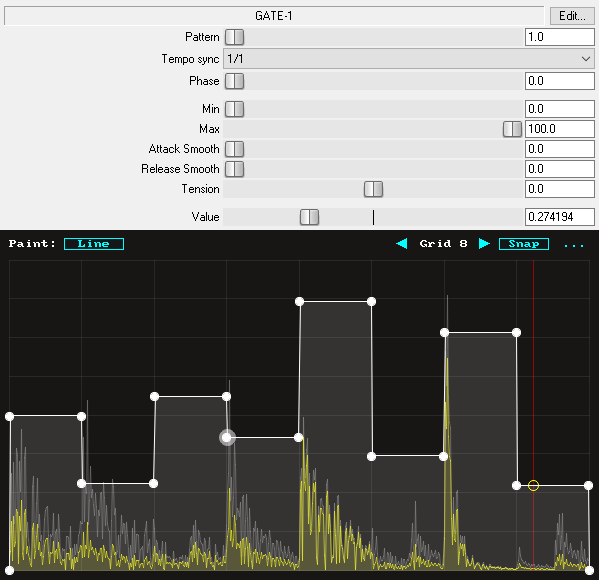 GATE-1 Edit...
Pattern 1.0
Tempo sync 1/1
Phase 0.0
Min 0.0
Max 100.0
Attack Smooth 0.0
Release Smooth 0.0
Tension 0.0
Value 0.274194
Paint: Line ◀ Grid 8 ▶ Snap ...